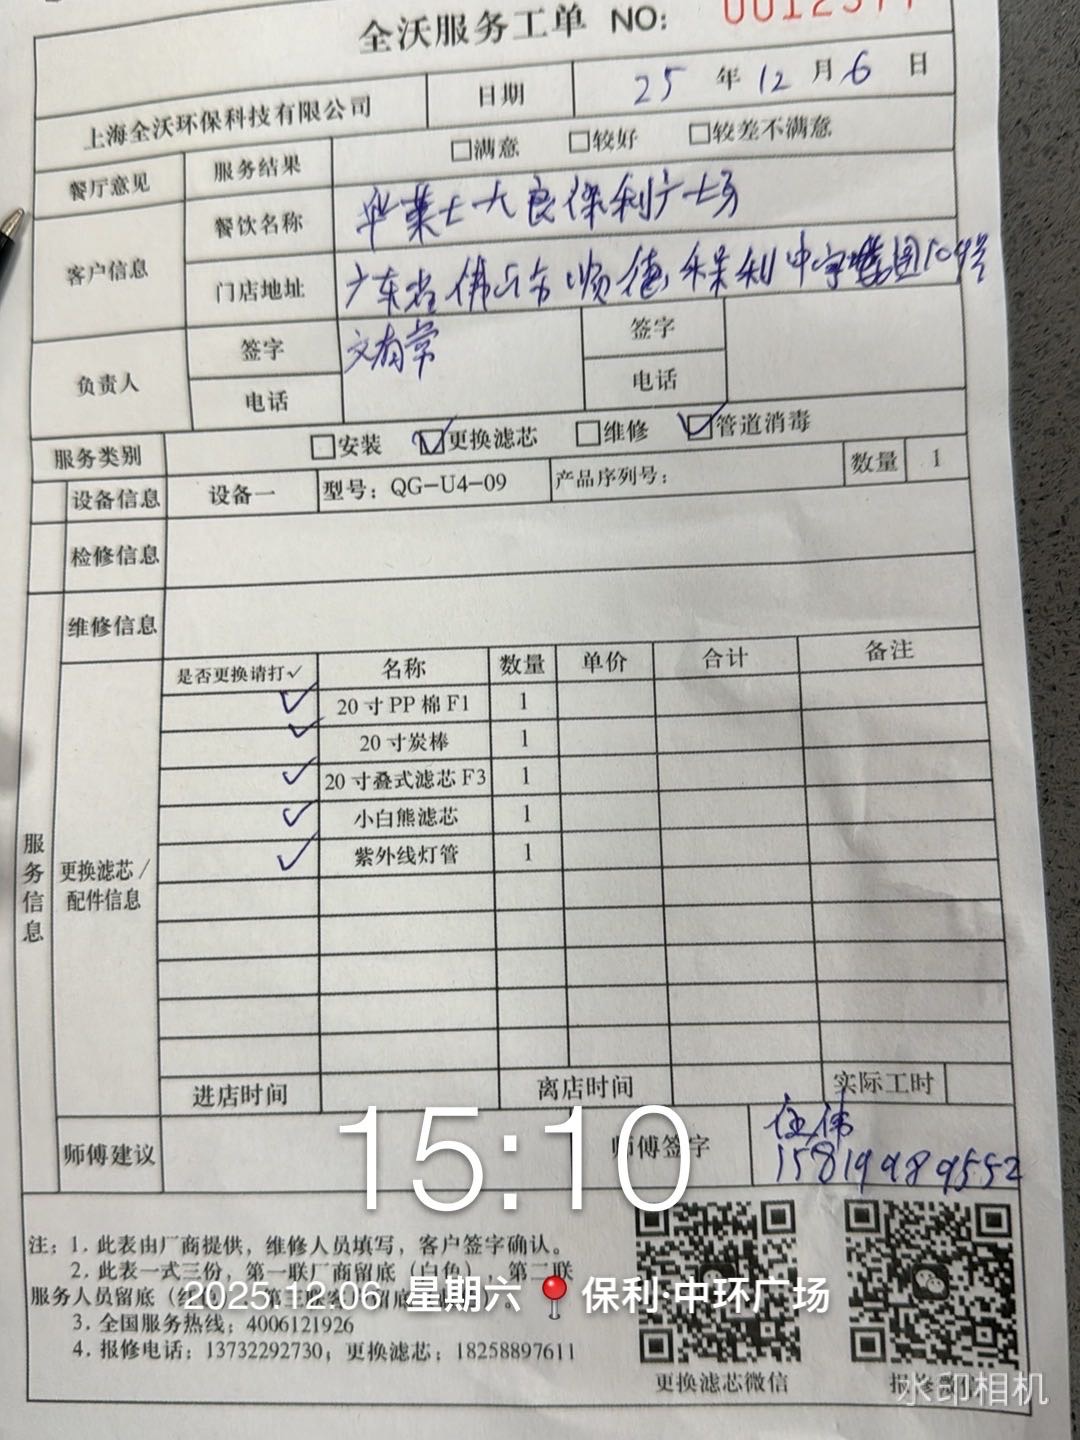 全沃服务工单 NO:
上海全沃环保科技有限公司 日期 25 年 12 月 6 日
餐厅意见 服务结果 □满意 □较好 □较差不满意
客户信息 餐饮名称 华莱士大良保利广场
门店地址 广东省佛山市顺德保利中
负责人 签字 签字
电话 电话
服务类别 □安装 ☑更换滤芯 □维修 ☑管道消毒
设备信息 设备一 型号：QG-U4-09 产品序列号： 数量 1
检修信息
维修信息
是否更换请打✓ 名称 数量 单价 合计 备注
✓ 20寸PP棉F1 1
✓ 20寸炭棒 1
✓ 20寸叠式滤芯F3 1
✓ 小白熊滤芯 1
✓ 紫外线灯管 1
服务信息
更换滤芯/
配件信息
进店时间 离店时间 实际工时
师傅建议 师傅签字 伟
15819989552
15:10
注：1．此表由厂商提供，维修人员填写，客户签字确认。
2．此表一式三份，第一联厂商留底（白色），第二联
服务人员留底（
2025.12.06 星期六 保利·中环广场
3．全国服务热线：4006121926
4．报修电话：13732292730；更换滤芯：18258897611
更换滤芯微信
水印相机